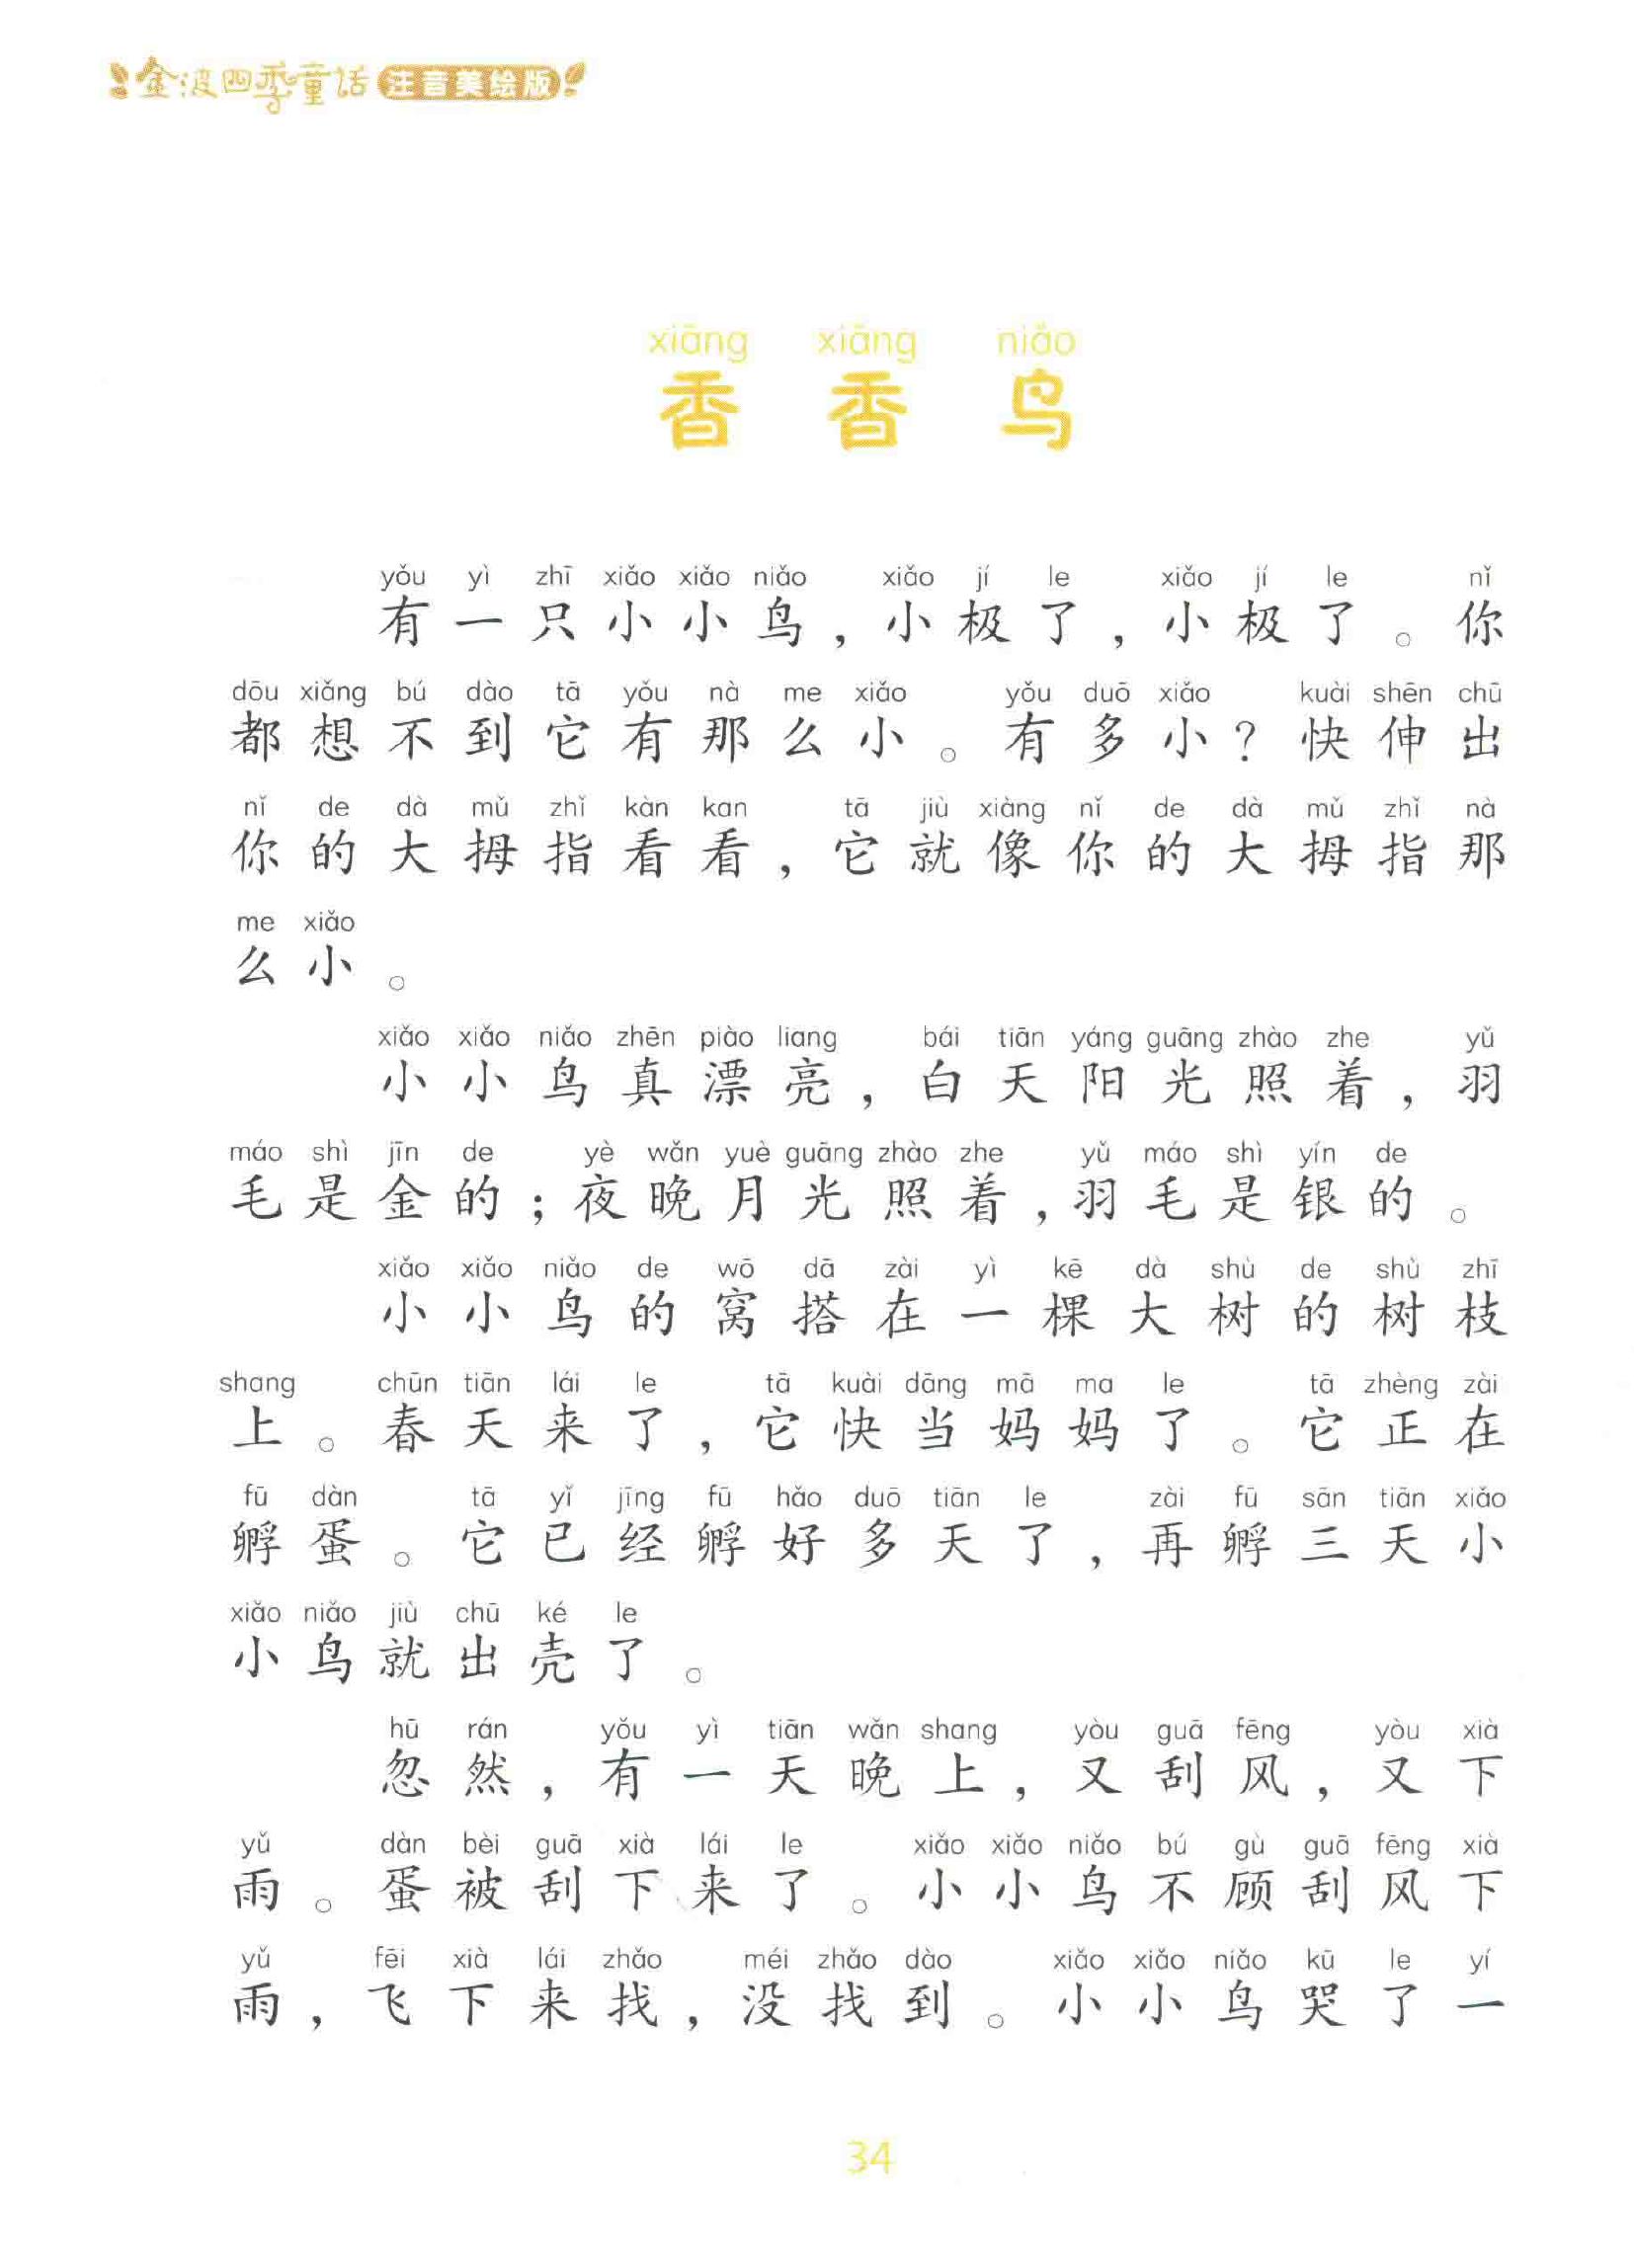 金波四季童话 注音美绘版
xiāng xiāng niǎo
香香鸟
yǒu yì zhī xiǎo xiǎo niǎo xiǎo jí le xiǎo jí le nǐ
有一只小小鸟，小极了，小极了。你
dōu xiǎng bú dào tā yǒu nà me xiǎo yǒu duō xiǎo kuài shēn chū
都想不到它有那么小。有多小？快伸出
nǐ de dà mǔ zhǐ kàn kan tā jiù xiàng nǐ de dà mǔ zhǐ nà
你的大拇指看看，它就像你的大拇指那
me xiǎo
么小。
xiǎo xiǎo niǎo zhēn piào liang bái tiān yáng guāng zhào zhe yǔ
小小鸟真漂亮，白天阳光照着，羽
máo shì jīn de yè wǎn yuè guāng zhào zhe yǔ máo shì yín de
毛是金的；夜晚月光照着，羽毛是银的。
xiǎo xiǎo niǎo de wō dā zài yì kē dà shù de shù zhī
小小鸟的窝搭在一棵大树的树枝
shang chūn tiān lái le tā kuài dāng mā ma le tā zhèng zài
上。春天来了，它快当妈妈了。它正在
fū dàn tā yǐ jīng fū hǎo duō tiān le zài fū sān tiān xiǎo
孵蛋。它已经孵好多天了，再孵三天小
xiǎo niǎo jiù chū ké le
小鸟就出壳了。
hū rán yǒu yì tiān wǎn shang yòu guā fēng yòu xià
忽然，有一天晚上，又刮风，又下
yǔ dàn bèi guā xià lái le xiǎo xiǎo niǎo bú gù guā fēng xià
雨。蛋被刮下来了。小小鸟不顾刮风下
yǔ fēi xià lái zhǎo méi zhǎo dào xiǎo xiǎo niǎo kū le yí
雨，飞下来找，没找到。小小鸟哭了一
34